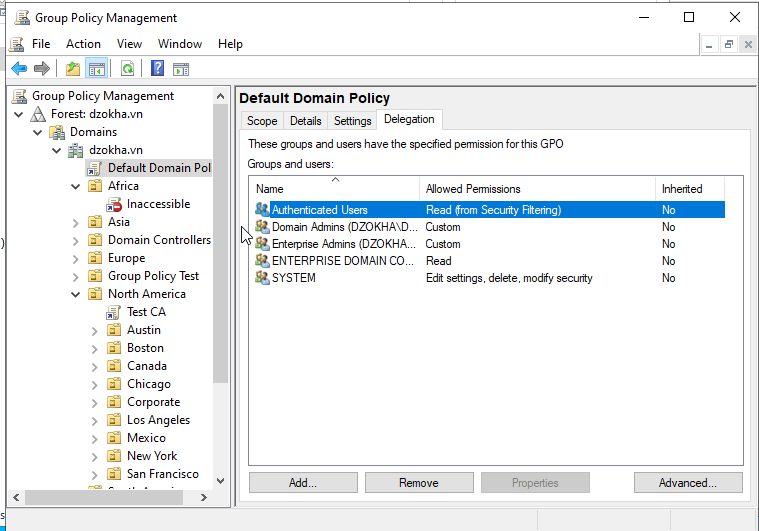 Group Policy Management
File Action View Window Help
Group Policy Management
Forest: dzokha.vn
Domains
dzokha.vn
Default Domain Pol
Africa
Inaccessible
Asia
Domain Controllers
Europe
Group Policy Test
North America
Test CA
Austin
Boston
Canada
Chicago
Corporate
Los Angeles
Mexico
New York
San Francisco
Default Domain Policy
Scope Details Settings Delegation
These groups and users have the specified permission for this GPO
Groups and users:
Name Allowed Permissions Inherited
Authenticated Users Read (from Security Filtering) No
Domain Admins (DZOKHA\D... Custom No
Enterprise Admins (DZOKHA... Custom No
ENTERPRISE DOMAIN CO... Read No
SYSTEM Edit settings, delete, modify security No
Add... Remove Properties Advanced...